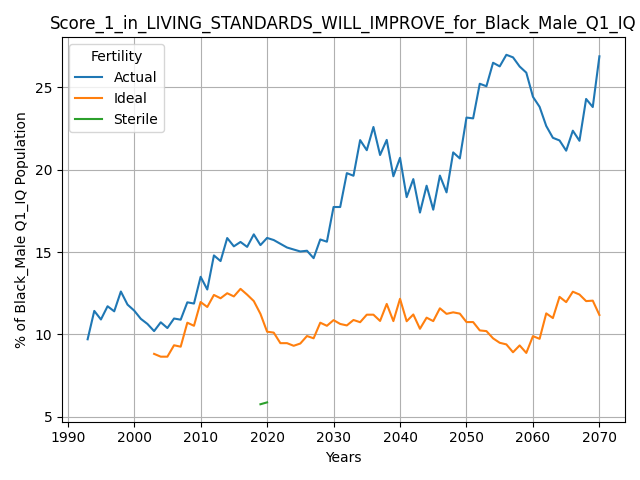 Score_1_in_LIVING_STANDARDS_WILL_IMPROVE_for_Black_Male_Q1_IQ
Fertility
Actual
Ideal
Sterile
% of Black_Male Q1_IQ Population
25
20
15
10
5
1990 2000 2010 2020 2030 2040 2050 2060 2070
Years